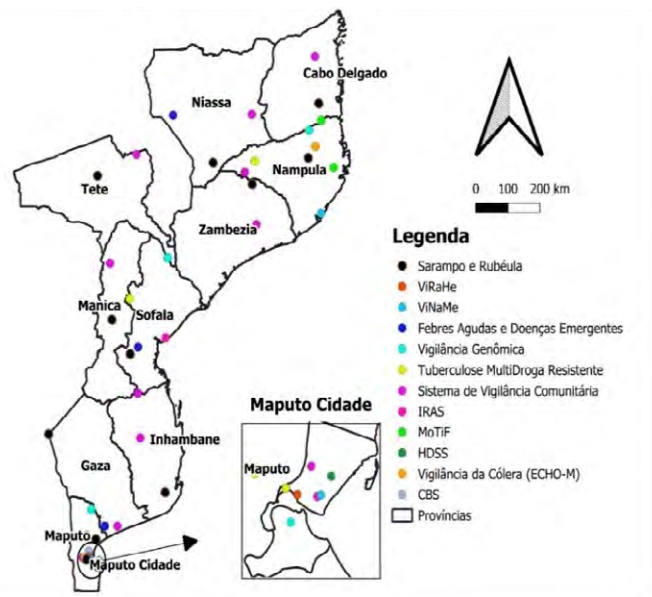 Cabo Delgado
Niassa
Nampula
Tete
Zambezia
0 100 200 km
Manica
Sofala
Inhambane
Gaza
Maputo
Maputo Cidade
Maputo Cidade
Maputo
Legenda
Sarampo e Rubéula
ViRaHe
ViNaMe
Febres Agudas e Doenças Emergentes
Vigilância Genômica
Tuberculose MultiDroga Resistente
Sistema de Vigilância Comunitária
IRAS
MoTiF
HDSS
Vigilância da Cólera (ECHO-M)
CBS
Províncias